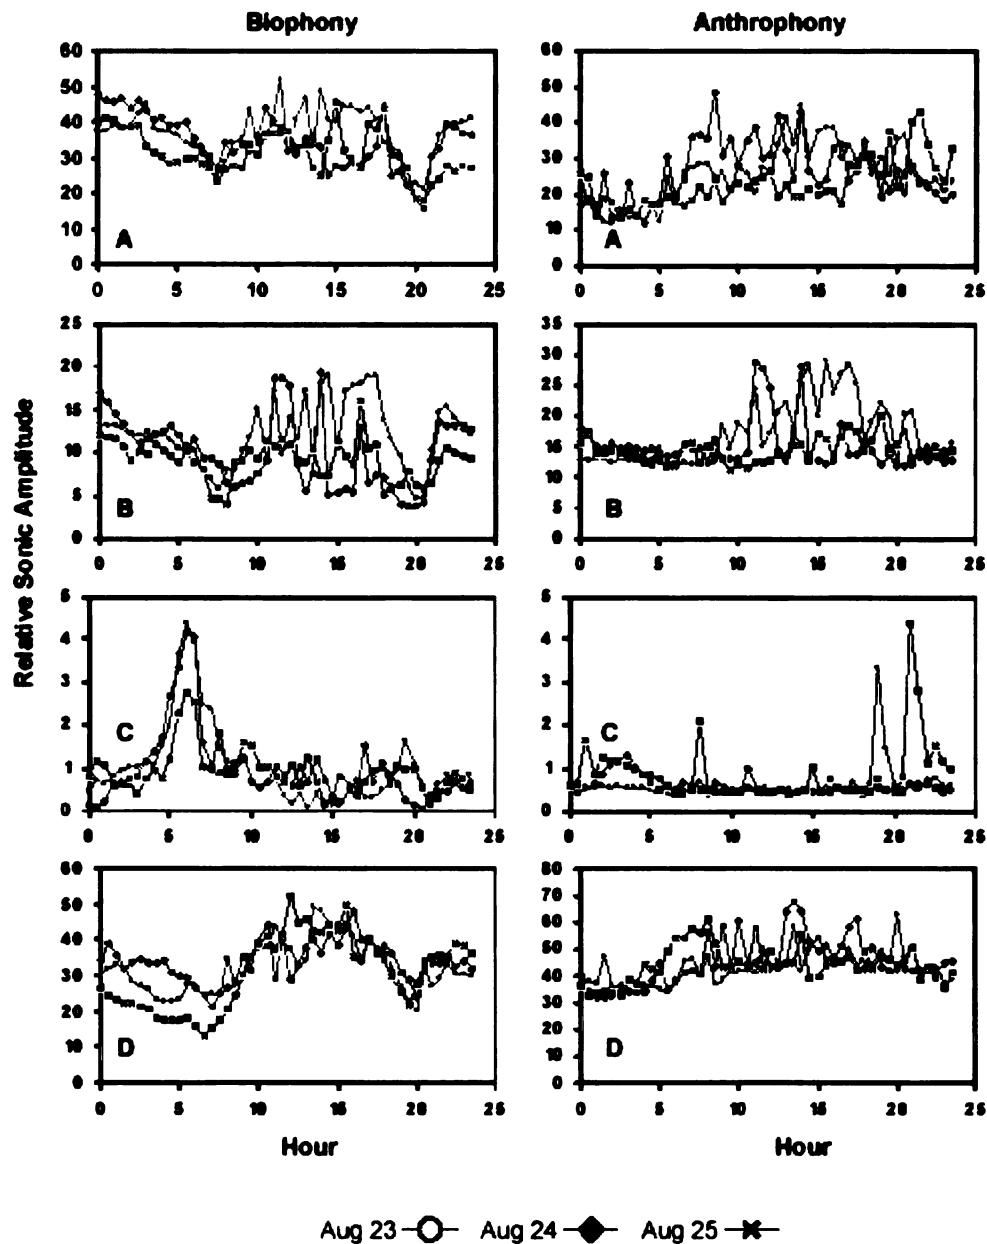 Biophony Anthrophony
60 60
50 50
40 40
30 30
20 20
10 10
0 0
A A
0 5 10 15 20 25 0 5 10 15 20 25
25 35
20 30
15 25
10 20
5 15
0 10
5
0
B B
0 5 10 15 20 25 0 5 10 15 20 25
5 5
4 4
3 3
2 2
1 1
0 0
C C
0 5 10 15 20 25 0 5 10 15 20 25
60 80
50 70
40 60
30 50
20 40
10 30
0 20
10
0
D D
0 5 10 15 20 25 0 5 10 15 20 25
Hour Hour
Relative Sonic Amplitude
Aug 23 Aug 24 Aug 25